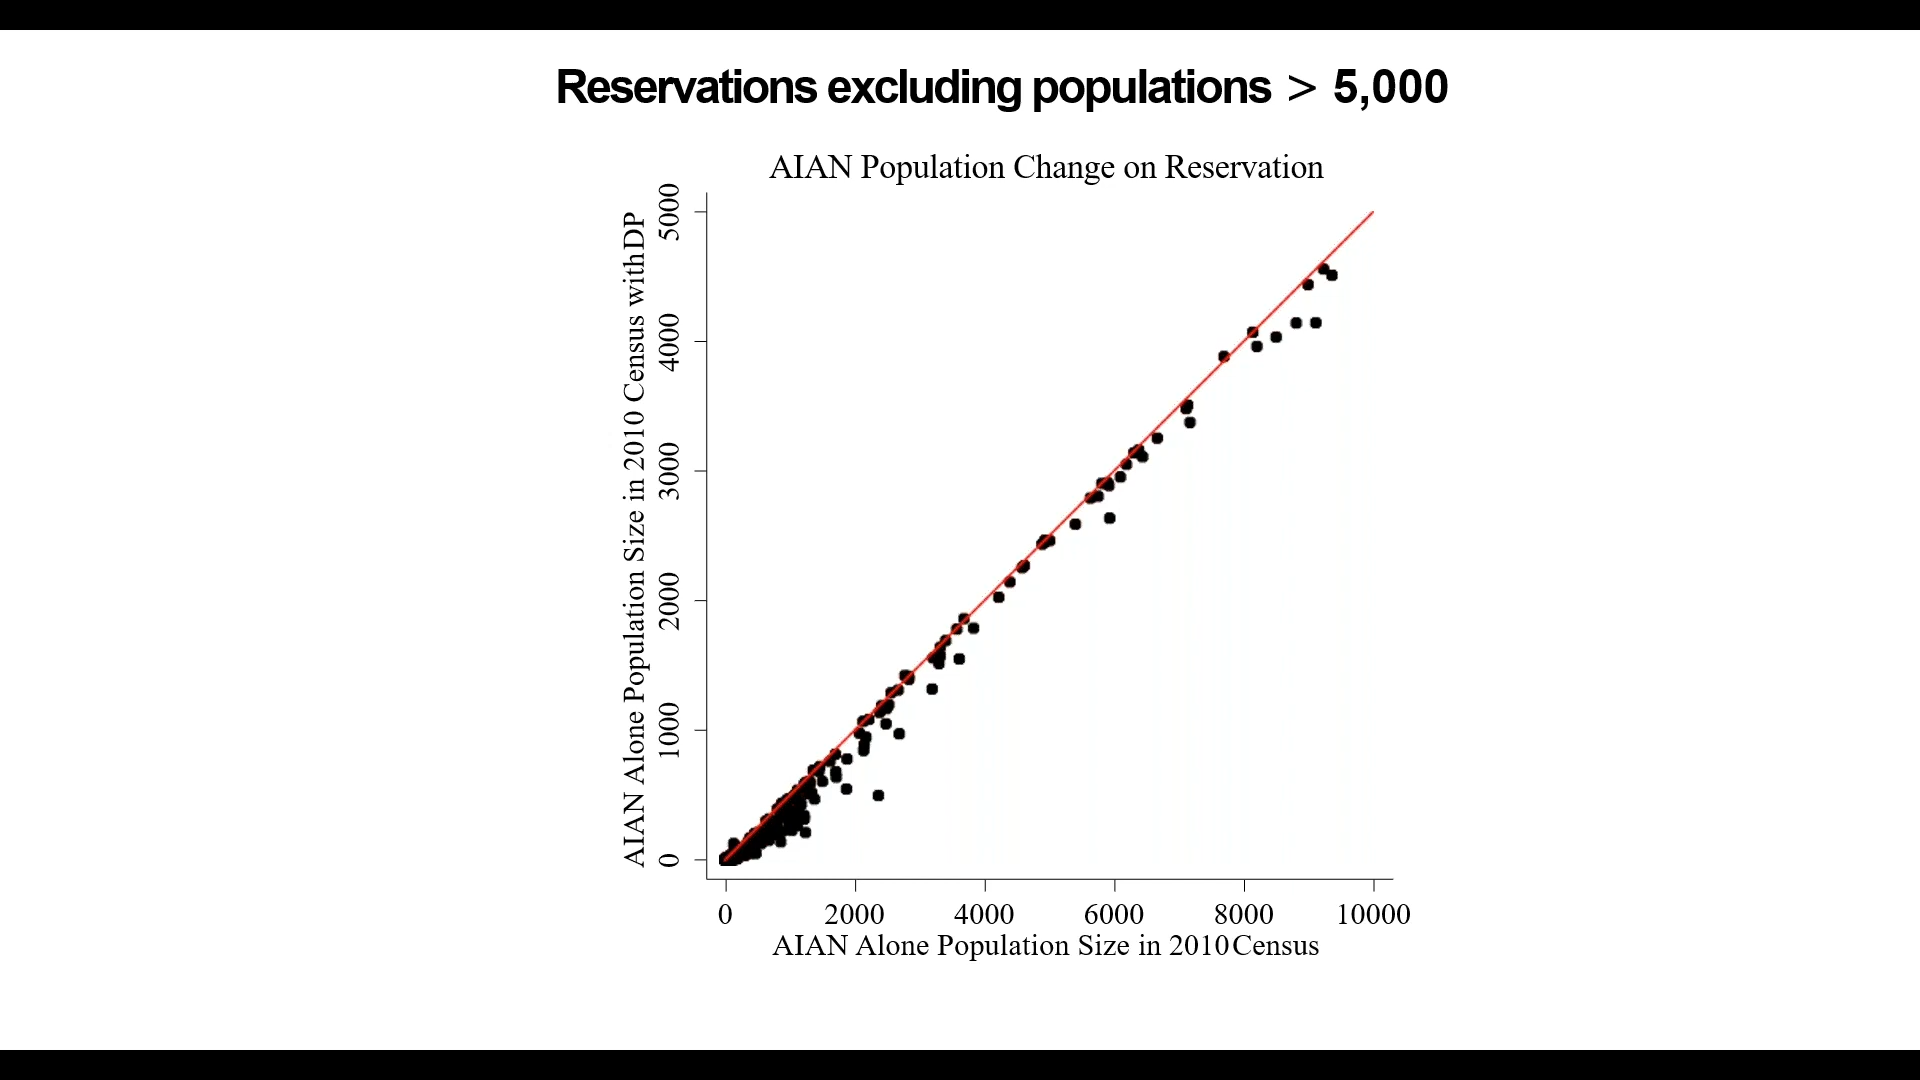 Reservations excluding populations > 5,000
AIAN Population Change on Reservation
AIAN Alone Population Size in 2010 Census with DP
5000
4000
3000
2000
1000
0
0 2000 4000 6000 8000 10000
AIAN Alone Population Size in 2010 Census